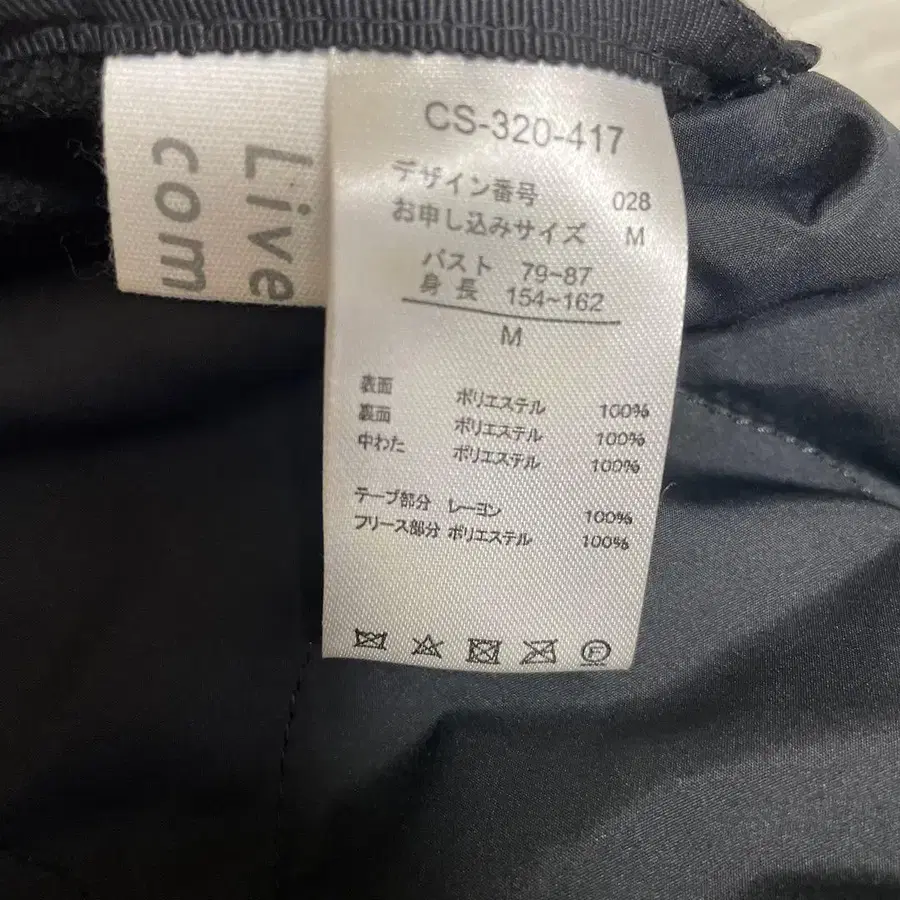 Live
com
CS-320-417
デザイン番号 028
お申し込みサイズ M
バスト 79~87
身長 154~162
M
表面 ポリエステル 100%
裏面 ポリエステル 100%
中わた ポリエステル 100%
テープ部分 レーヨン 100%
フリース部分 ポリエステル 100%
F